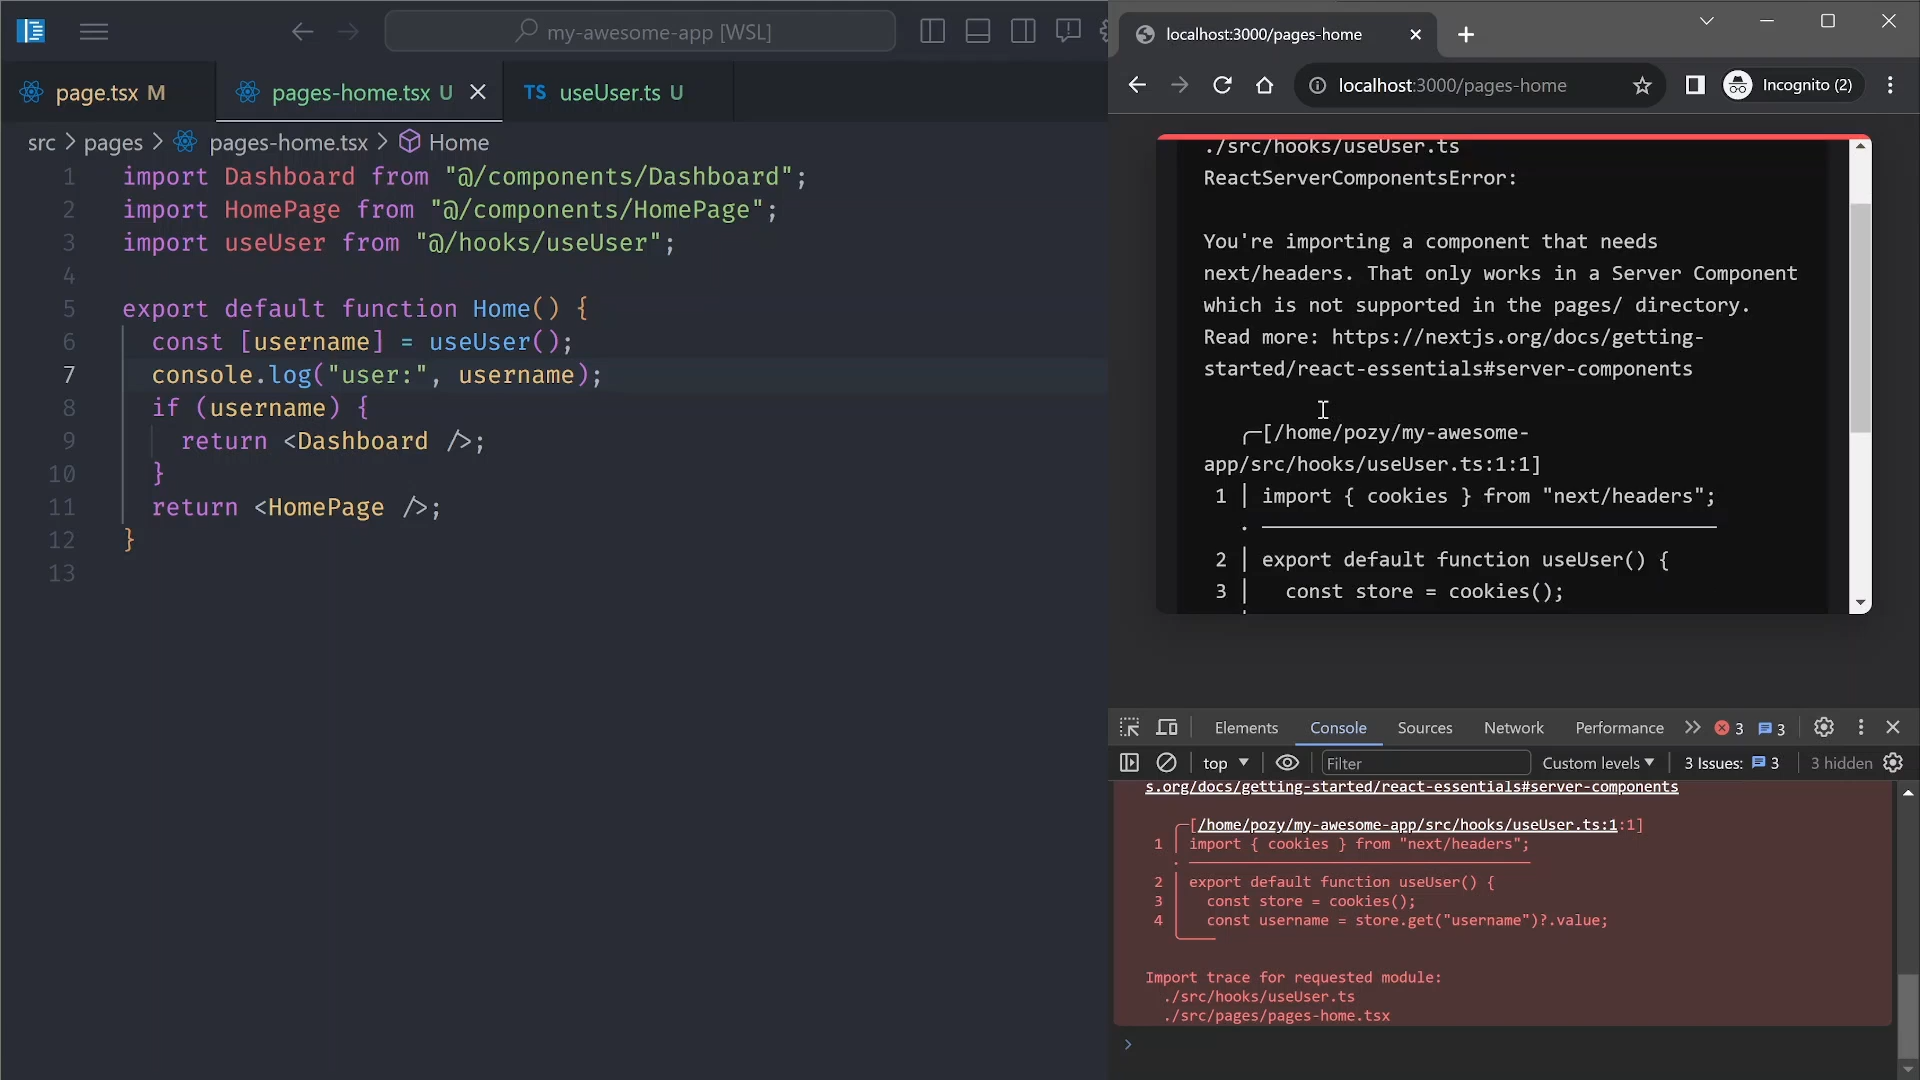 my-awesome-app [WSL]
page.tsx M
pages-home.tsx U
TS useUser.ts U
src > pages > pages-home.tsx > Home
1 import Dashboard from "@/components/Dashboard";
2 import HomePage from "@/components/HomePage";
3 import useUser from "@/hooks/useUser";
4
5 export default function Home() {
6 const [username] = useUser();
7 console.log("user:", username);
8 if (username) {
9 return <Dashboard />;
10 }
11 return <HomePage />;
12 }
13
localhost:3000/pages-home
localhost:3000/pages-home
Incognito (2)
./src/hooks/useUser.ts
ReactServerComponentsError:
You're importing a component that needs
next/headers. That only works in a Server Component
which is not supported in the pages/ directory.
Read more: https://nextjs.org/docs/getting-
started/react-essentials#server-components
╭─[/home/pozy/my-awesome-
app/src/hooks/useUser.ts:1:1]
1 | import { cookies } from "next/headers";
. ───────────────────────────────────────
2 | export default function useUser() {
3 | const store = cookies();
Elements Console Sources Network Performance 3 3
top Filter Custom levels 3 Issues: 3 3 hidden
s.org/docs/getting-started/react-essentials#server-components
╭─[/home/pozy/my-awesome-app/src/hooks/useUser.ts:1:1]
1 │ import { cookies } from "next/headers";
· ───────────────────────────────────────
2 │ export default function useUser() {
3 │ const store = cookies();
4 │ const username = store.get("username")?.value;
╰────
Import trace for requested module:
./src/hooks/useUser.ts
./src/pages/pages-home.tsx
>